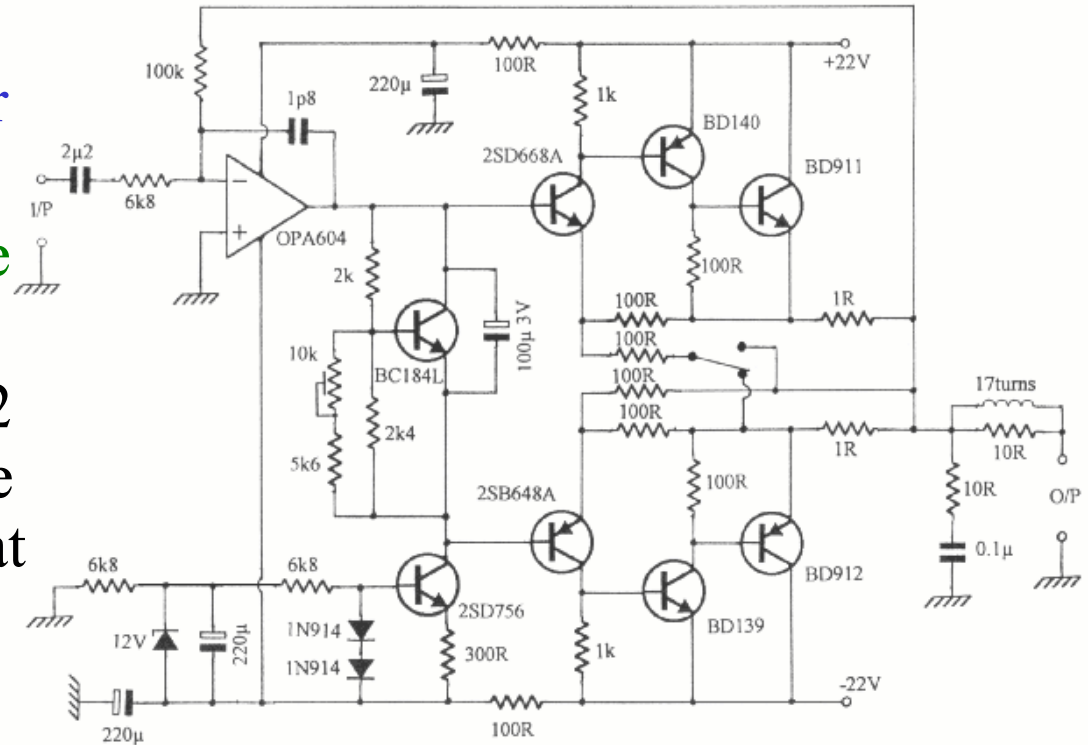 100k
220µ
100R
+22V
1p8
1k
BD140
r
2SD668A
BD911
2µ2
6k8
I/P
OPA604
e
2k
100R
100R
1R
100R
10k
BC184L
100µ 3V
100R
17turns
2
100R
2k4
1R
10R
5k6
100R
e
2SB648A
10R
O/P
at
0.1µ
6k8
6k8
BD912
2SD756
1N914
BD139
12V
220µ
300R
1k
1N914
-22V
220µ
100R